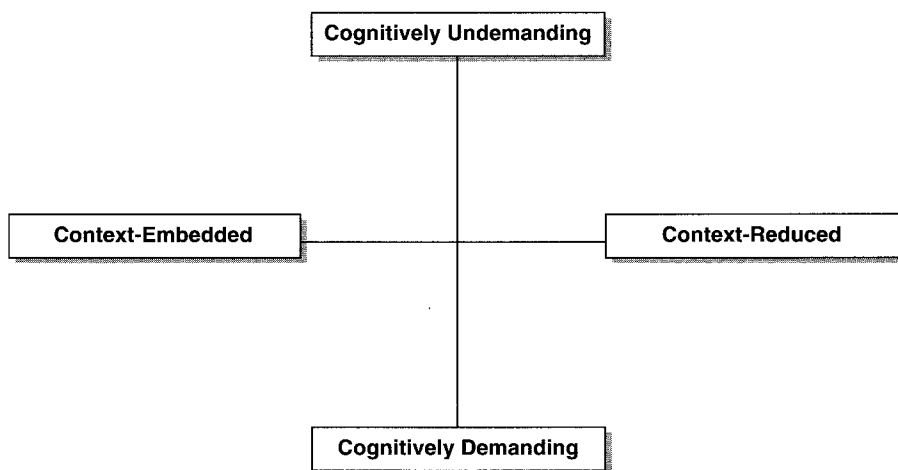 Cognitively Undemanding
Context-Embedded
Context-Reduced
Cognitively Demanding